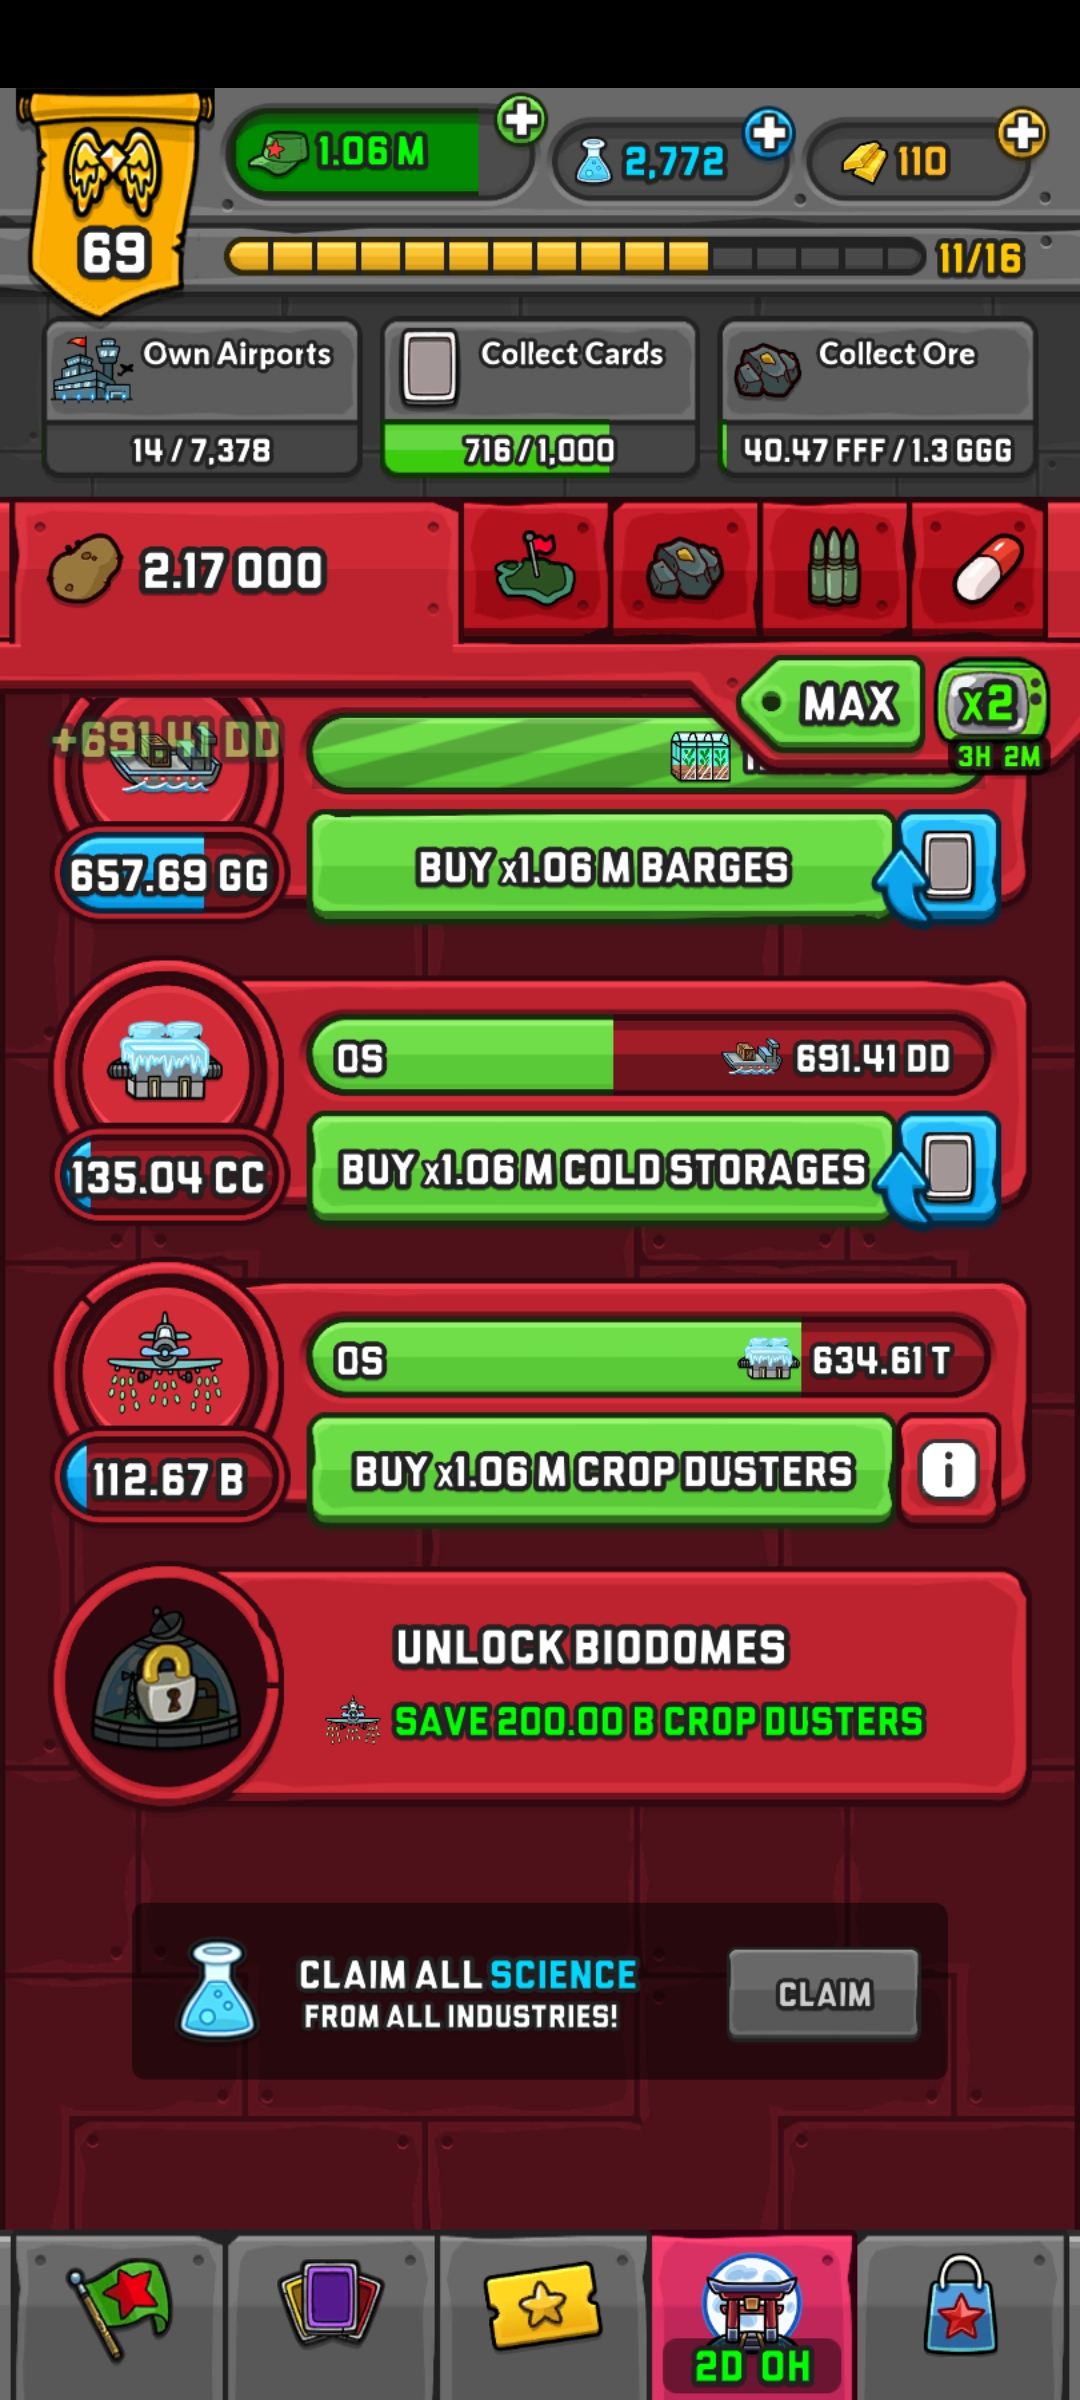 1.06 M
2,772
110
69
11/16
Own Airports
Collect Cards
Collect Ore
14 / 7,378
716 / 1,000
40.47 FFF / 1.3 GGG
2.17 OOO
MAX
x2
3H 2M
+691.41 DD
657.69 GG
BUY x1.06 M BARGES
0S
691.41 DD
135.04 CC
BUY x1.06 M COLD STORAGES
0S
634.61 T
112.67 B
BUY x1.06 M CROP DUSTERS
i
UNLOCK BIODOMES
SAVE 200.00 B CROP DUSTERS
CLAIM ALL SCIENCE
FROM ALL INDUSTRIES!
CLAIM
2D 0H